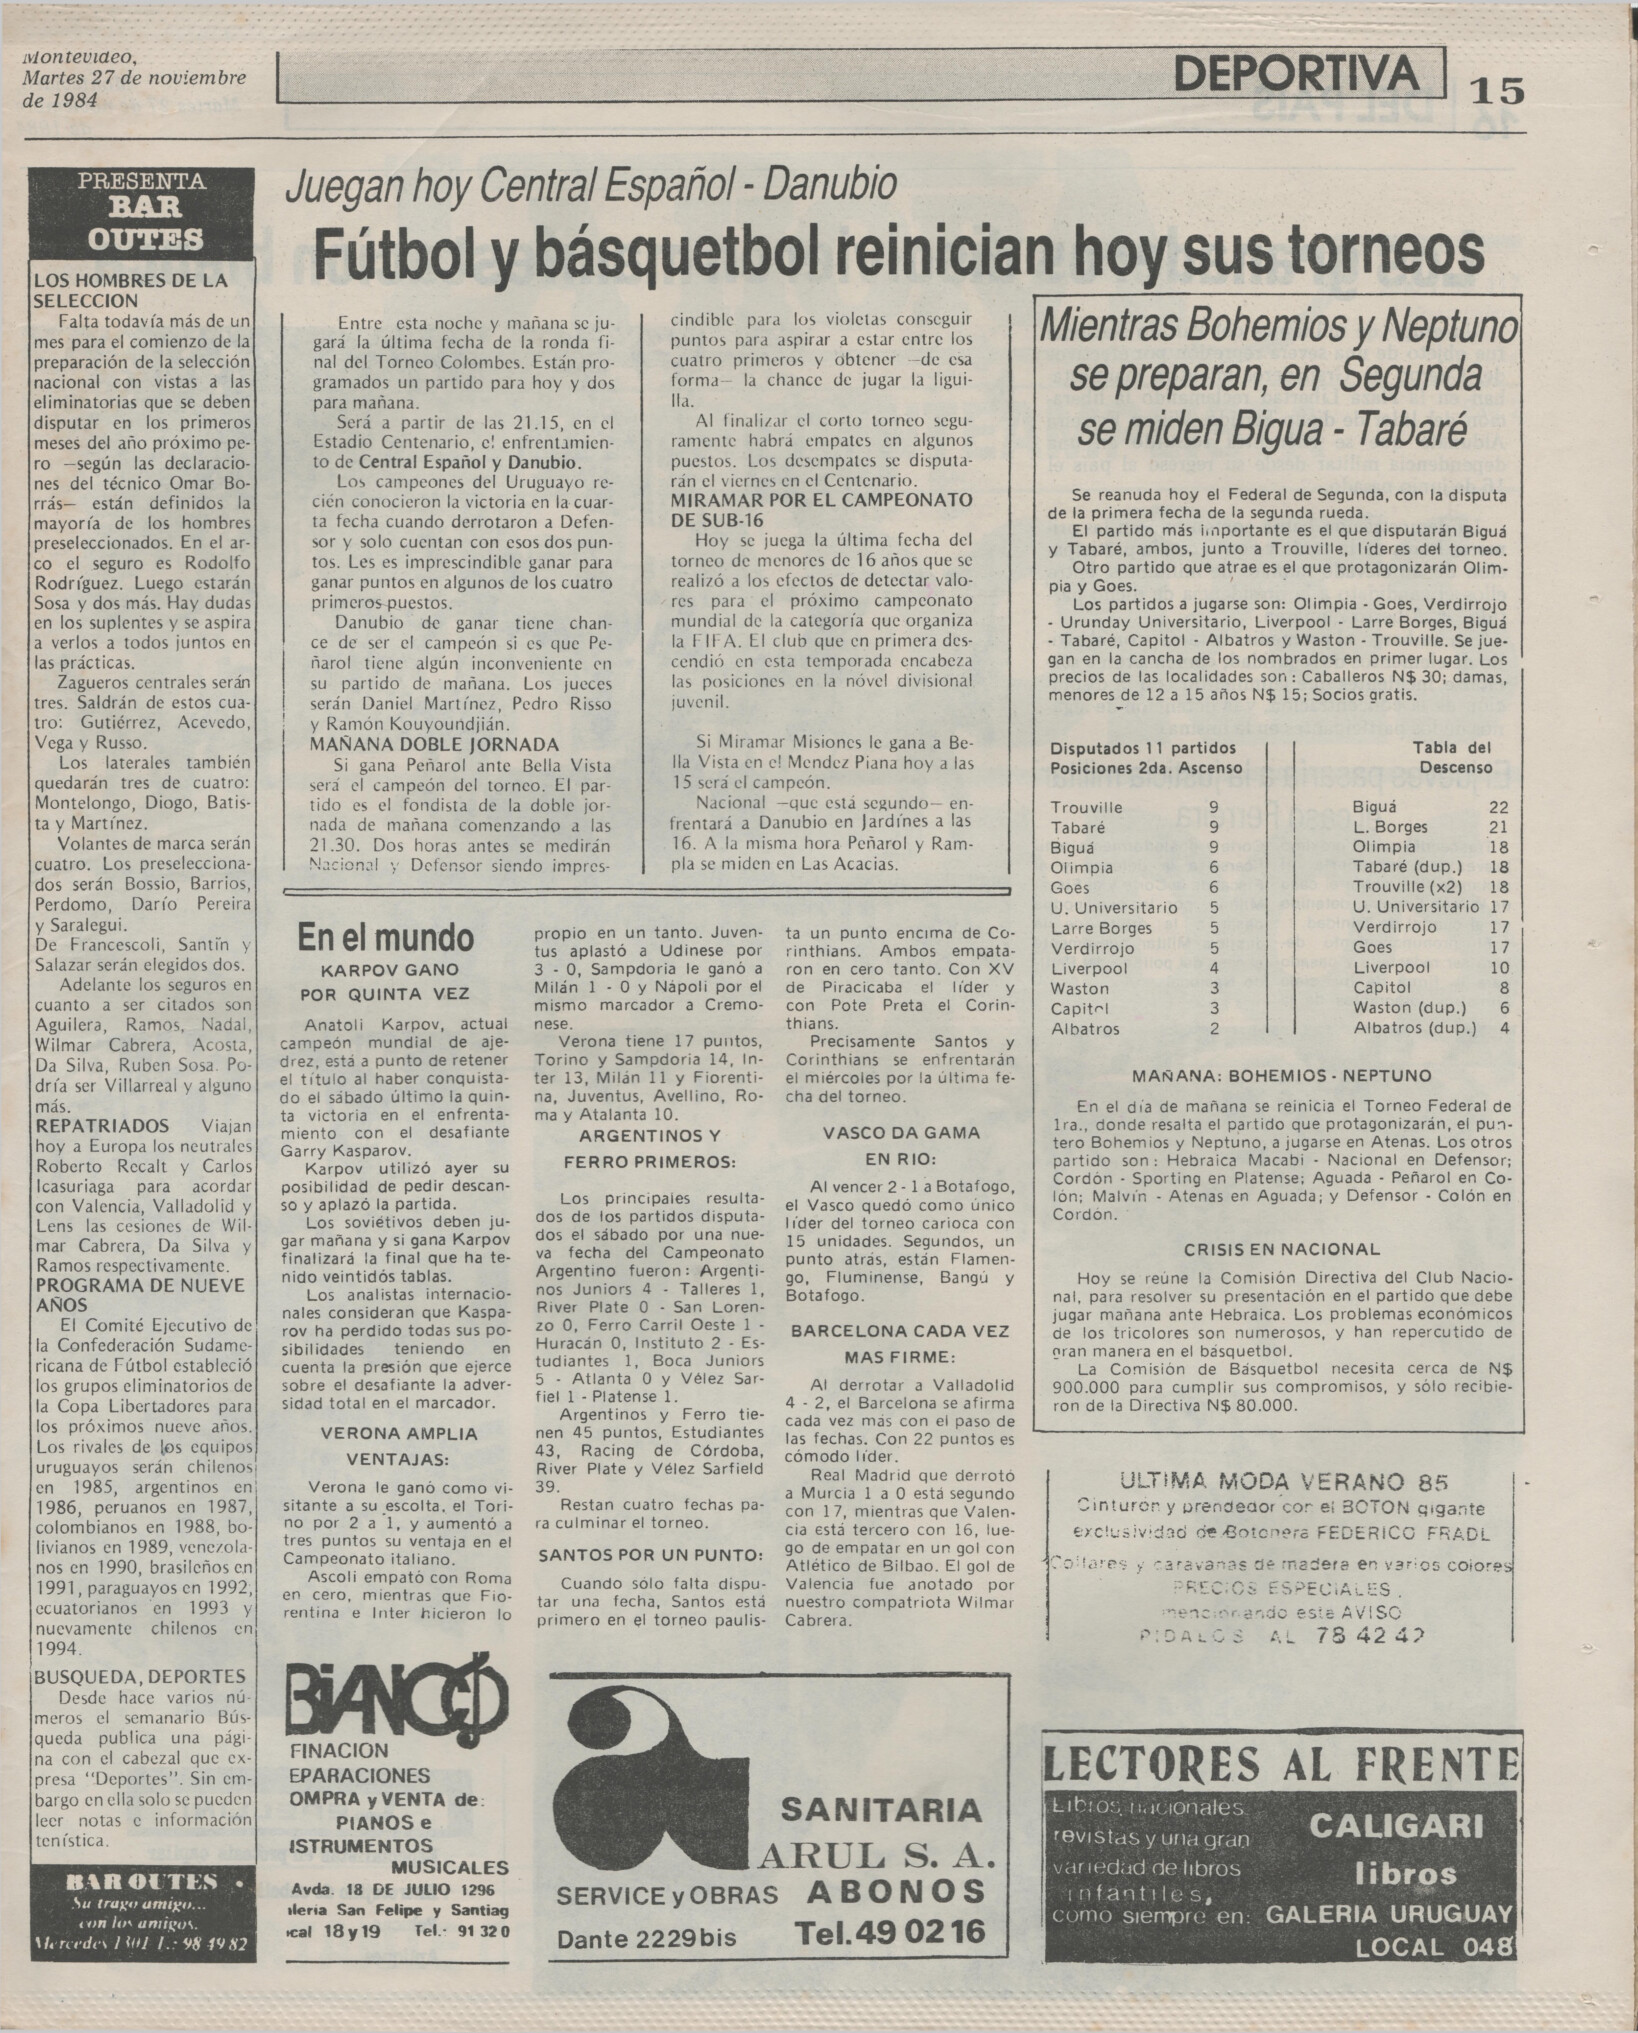 Montevideo,
Martes 27 de noviembre
de 1984
DEPORTIVA
15
PRESENTA
BAR
OUTES
LOS HOMBRES DE LA
SELECCION
Falta todavía más de un
mes para el comienzo de la
preparación de la selección
nacional con vistas a las
eliminatorias que se deben
disputar en los primeros
meses del año próximo pe-
ro —según las declaracio-
nes del técnico Omar Bo-
rrás— están definidos la
mayoría de los hombres
preseleccionados. En el ar-
co el seguro es Rodolfo
Rodríguez. Luego estarán
Sosa y dos más. Hay dudas
en los suplentes y se aspira
a verlos a todos juntos en
las prácticas.
Zagueros centrales serán
tres. Saldrán de estos cua-
tro: Gutiérrez, Acevedo,
Vega y Russo.
Los laterales también
quedarán tres de cuatro:
Montelongo, Diogo, Batis-
ta y Martínez.
Volantes de marca serán
cuatro. Los preselecciona-
dos serán Bossio, Barrios,
Perdomo, Darío Pereira
y Saralegui.
De Francescoli, Santín y
Salazar serán elegidos dos.
Adelante los seguros en
cuanto a ser citados son
Aguilera, Ramos, Nadal,
Wilmar Cabrera, Acosta,
Da Silva, Ruben Sosa. Po-
dría ser Villarreal y alguno
más.
REPATRIADOS Viajan
hoy a Europa los neutrales
Roberto Recalt y Carlos
Icasuriaga para acordar
con Valencia, Valladolid y
Lens las cesiones de Wil-
mar Cabrera, Da Silva y
Ramos respectivamente.
PROGRAMA DE NUEVE
AÑOS
El Comité Ejecutivo de
la Confederación Sudame-
ricana de Fútbol estableció
los grupos eliminatorios de
la Copa Libertadores para
los próximos nueve años.
Los rivales de los equipos
uruguayos serán chilenos
en 1985, argentinos en
1986, peruanos en 1987,
colombianos en 1988, bo-
livianos en 1989, venezola-
nos en 1990, brasileños en
1991, paraguayos en 1992,
ecuatorianos en 1993 y
nuevamente chilenos en
1994.
BUSQUEDA, DEPORTES
Desde hace varios nú-
meros el semanario Bús-
queda publica una pági-
na con el cabezal que ex-
presa "Deportes". Sin em-
bargo en ella solo se pueden
leer notas e información
tenística.
BAR OUTES
Su trago amigo...
con los amigos.
Mercedes 1301 T.: 98 49 82
Juegan hoy Central Español - Danubio
Fútbol y básquetbol reinician hoy sus torneos
Entre esta noche y mañana se ju-
gará la última fecha de la ronda fi-
nal del Torneo Colombes. Están pro-
gramados un partido para hoy y dos
para mañana.
Será a partir de las 21.15, en el
Estadio Centenario, el enfrentamien-
to de Central Español y Danubio.
Los campeones del Uruguayo re-
cién conocieron la victoria en la cuar-
ta fecha cuando derrotaron a Defen-
sor y solo cuentan con esos dos pun-
tos. Les es imprescindible ganar para
ganar puntos en algunos de los cuatro
primeros puestos.
Danubio de ganar tiene chan-
ce de ser el campeón si es que Pe-
ñarol tiene algún inconveniente en
su partido de mañana. Los jueces
serán Daniel Martínez, Pedro Risso
y Ramón Kouyoundjián.
MAÑANA DOBLE JORNADA
Si gana Peñarol ante Bella Vista
será el campeón del torneo. El par-
tido es el fondista de la doble jor-
nada de mañana comenzando a las
21.30. Dos horas antes se medirán
Nacional y Defensor siendo impres-
cindible para los violetas conseguir
puntos para aspirar a estar entre los
cuatro primeros y obtener —de esa
forma— la chance de jugar la ligui-
lla.
Al finalizar el corto torneo segu-
ramente habrá empates en algunos
puestos. Los desempates se disputa-
rán el viernes en el Centenario.
MIRAMAR POR EL CAMPEONATO
DE SUB-16
Hoy se juega la última fecha del
torneo de menores de 16 años que se
realizó a los efectos de detectar valo-
res para el próximo campeonato
mundial de la categoría que organiza
la FIFA. El club que en primera des-
cendió en esta temporada encabeza
las posiciones en la nóvel divisional
juvenil.
Si Miramar Misiones le gana a Be-
lla Vista en el Mendez Piana hoy a las
15 será el campeón.
Nacional —que está segundo— en-
frentará a Danubio en Jardínes a las
16. A la misma hora Peñarol y Ram-
pla se miden en Las Acacias.
En el mundo
KARPOV GANO
POR QUINTA VEZ
Anatoli Karpov, actual
campeón mundial de aje-
drez, está a punto de retener
el título al haber conquista-
do el sábado último la quin-
ta victoria en el enfrenta-
miento con el desafiante
Garry Kasparov.
Karpov utilizó ayer su
posibilidad de pedir descan-
so y aplazó la partida.
Los soviétivos deben ju-
gar mañana y si gana Karpov
finalizará la final que ha te-
nido veintidós tablas.
Los analistas internacio-
nales consideran que Kaspa-
rov ha perdido todas sus po-
sibilidades teniendo en
cuenta la presión que ejerce
sobre el desafiante la adver-
sidad total en el marcador.
VERONA AMPLIA
VENTAJAS:
Verona le ganó como vi-
sitante a su escolta, el Tori-
no por 2 a 1, y aumentó a
tres puntos su ventaja en el
Campeonato italiano.
Ascoli empató con Roma
en cero, mientras que Fio-
rentina e Inter hicieron lo
propio en un tanto. Juven-
tus aplastó a Udinese por
3 - 0, Sampdoria le ganó a
Milán 1 - 0 y Nápoli por el
mismo marcador a Cremo-
nese.
Verona tiene 17 puntos,
Torino y Sampdoria 14, In-
ter 13, Milán 11 y Fiorenti-
na, Juventus, Avellino, Ro-
ma y Atalanta 10.
ARGENTINOS Y
FERRO PRIMEROS:
Los principales resulta-
dos de los partidos disputa-
dos el sábado por una nue-
va fecha del Campeonato
Argentino fueron: Argenti-
nos Juniors 4 - Talleres 1,
River Plate 0 - San Loren-
zo 0, Ferro Carril Oeste 1 -
Huracán 0, Instituto 2 - Es-
tudiantes 1, Boca Juniors
5 - Atlanta 0 y Vélez Sar-
fiel 1 - Platense 1.
Argentinos y Ferro tie-
nen 45 puntos, Estudiantes
43, Racing de Córdoba,
River Plate y Vélez Sarfield
39.
Restan cuatro fechas pa-
ra culminar el torneo.
SANTOS POR UN PUNTO:
Cuando sólo falta dispu-
tar una fecha, Santos está
primero en el torneo paulis-
ta un punto encima de Co-
rinthians. Ambos empata-
ron en cero tanto. Con XV
de Piracicaba el líder y
con Pote Preta el Corin-
thians.
Precisamente Santos y
Corinthians se enfrentarán
el miércoles por la última fe-
cha del torneo.
VASCO DA GAMA
EN RIO:
Al vencer 2 - 1 a Botafogo,
el Vasco quedó como único
líder del torneo carioca con
15 unidades. Segundos, un
punto atrás, están Flamen-
go, Fluminense, Bangú y
Botafogo.
BARCELONA CADA VEZ
MAS FIRME:
Al derrotar a Valladolid
4 - 2, el Barcelona se afirma
cada vez más con el paso de
las fechas. Con 22 puntos es
cómodo líder.
Real Madrid que derrotó
a Murcia 1 a 0 está segundo
con 17, mientras que Valen-
cia está tercero con 16, lue-
go de empatar en un gol con
Atlético de Bilbao. El gol de
Valencia fue anotado por
nuestro compatriota Wilmar
Cabrera.
Mientras Bohemios y Neptuno
se preparan, en Segunda
se miden Bigua - Tabaré
Se reanuda hoy el Federal de Segunda, con la disputa
de la primera fecha de la segunda rueda.
El partido más importante es el que disputarán Biguá
y Tabaré, ambos, junto a Trouville, líderes del torneo.
Otro partido que atrae es el que protagonizarán Olim-
pia y Goes.
Los partidos a jugarse son: Olimpia - Goes, Verdirrojo
- Urunday Universitario, Liverpool - Larre Borges, Biguá
- Tabaré, Capitol - Albatros y Waston - Trouville. Se jue-
gan en la cancha de los nombrados en primer lugar. Los
precios de las localidades son: Caballeros N$ 30; damas,
menores de 12 a 15 años N$ 15; Socios gratis.
Disputados 11 partidos Tabla del
Posiciones 2da. Ascenso Descenso
Trouville 9 Biguá 22
Tabaré 9 L. Borges 21
Biguá 9 Olimpia 18
Olimpia 6 Tabaré (dup.) 18
Goes 6 Trouville (x2) 18
U. Universitario 5 U. Universitario 17
Larre Borges 5 Verdirrojo 17
Verdirrojo 5 Goes 17
Liverpool 4 Liverpool 10
Waston 3 Capitol 8
Capitol 3 Waston (dup.) 6
Albatros 2 Albatros (dup.) 4
MAÑANA: BOHEMIOS - NEPTUNO
En el día de mañana se reinicia el Torneo Federal de
1ra., donde resalta el partido que protagonizarán, el pun-
tero Bohemios y Neptuno, a jugarse en Atenas. Los otros
partido son: Hebraica Macabi - Nacional en Defensor;
Cordón - Sporting en Platense; Aguada - Peñarol en Co-
lón; Malvín - Atenas en Aguada; y Defensor - Colón en
Cordón.
CRISIS EN NACIONAL
Hoy se reúne la Comisión Directiva del Club Nacio-
nal, para resolver su presentación en el partido que debe
jugar mañana ante Hebraica. Los problemas económicos
de los tricolores son numerosos, y han repercutido de
gran manera en el básquetbol.
La Comisión de Básquetbol necesita cerca de N$
900.000 para cumplir sus compromisos, y sólo recibie-
ron de la Directiva N$ 80.000.
ULTIMA MODA VERANO 85
Cinturón y prendedor con el BOTON gigante
exclusividad de Botonera FEDERICO FRADL
Collares y caravanas de madera en varios colores
PRECIOS ESPECIALES
mencionando este AVISO
PIDALOS AL 78 42 42
BIANCO
FINACION
EPARACIONES
OMPRA y VENTA de:
PIANOS e
ISTRUMENTOS
MUSICALES
Avda. 18 DE JULIO 1296
leria San Felipe y Santiag
cal 18 y 19 Tel.: 91 32 0
a
SANITARIA
ARUL S. A.
SERVICE y OBRAS ABONOS
Dante 2229 bis Tel. 49 02 16
LECTORES AL FRENTE
Libros nacionales
revistas y una gran
variedad de libros
infantiles,
como siempre en:
CALIGARI
libros
GALERIA URUGUAY
LOCAL 048